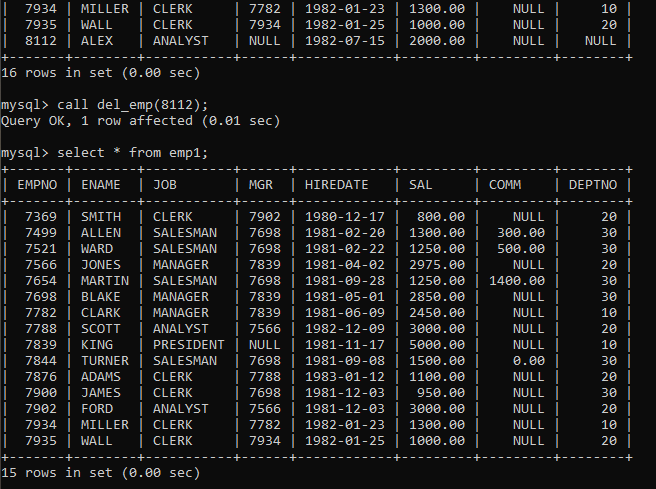 |  7934 | MILLER | CLERK     | 7782 | 1982-01-23 | 1300.00 |    NULL |     10 |
|  7935 | WALL   | CLERK     | 7934 | 1982-01-25 | 1000.00 |    NULL |     20 |
|  8112 | ALEX   | ANALYST   | NULL | 1982-07-15 | 2000.00 |    NULL |   NULL |
+-------+--------+-----------+------+------------+---------+---------+--------+
16 rows in set (0.00 sec)
mysql> call del_emp(8112);
Query OK, 1 row affected (0.01 sec)
mysql> select * from emp1;
+-------+--------+-----------+------+------------+---------+---------+--------+
| EMPNO | ENAME  | JOB       | MGR  | HIREDATE   | SAL     | COMM    | DEPTNO |
+-------+--------+-----------+------+------------+---------+---------+--------+
|  7369 | SMITH  | CLERK     | 7902 | 1980-12-17 |  800.00 |    NULL |     20 |
|  7499 | ALLEN  | SALESMAN  | 7698 | 1981-02-20 | 1300.00 |  300.00 |     30 |
|  7521 | WARD   | SALESMAN  | 7698 | 1981-02-22 | 1250.00 |  500.00 |     30 |
|  7566 | JONES  | MANAGER   | 7839 | 1981-04-02 | 2975.00 |    NULL |     20 |
|  7654 | MARTIN | SALESMAN  | 7698 | 1981-09-28 | 1250.00 | 1400.00 |     30 |
|  7698 | BLAKE  | MANAGER   | 7839 | 1981-05-01 | 2850.00 |    NULL |     30 |
|  7782 | CLARK  | MANAGER   | 7839 | 1981-06-09 | 2450.00 |    NULL |     10 |
|  7788 | SCOTT  | ANALYST   | 7566 | 1982-12-09 | 3000.00 |    NULL |     20 |
|  7839 | KING   | PRESIDENT | NULL | 1981-11-17 | 5000.00 |    NULL |     10 |
|  7844 | TURNER | SALESMAN  | 7698 | 1981-09-08 | 1500.00 |    0.00 |     30 |
|  7876 | ADAMS  | CLERK     | 7788 | 1983-01-12 | 1100.00 |    NULL |     20 |
|  7900 | JAMES  | CLERK     | 7698 | 1981-12-03 |  950.00 |    NULL |     30 |
|  7902 | FORD   | ANALYST   | 7566 | 1981-12-03 | 3000.00 |    NULL |     20 |
|  7934 | MILLER | CLERK     | 7782 | 1982-01-23 | 1300.00 |    NULL |     10 |
|  7935 | WALL   | CLERK     | 7934 | 1982-01-25 | 1000.00 |    NULL |     20 |
+-------+--------+-----------+------+------------+---------+---------+--------+
15 rows in set (0.00 sec)